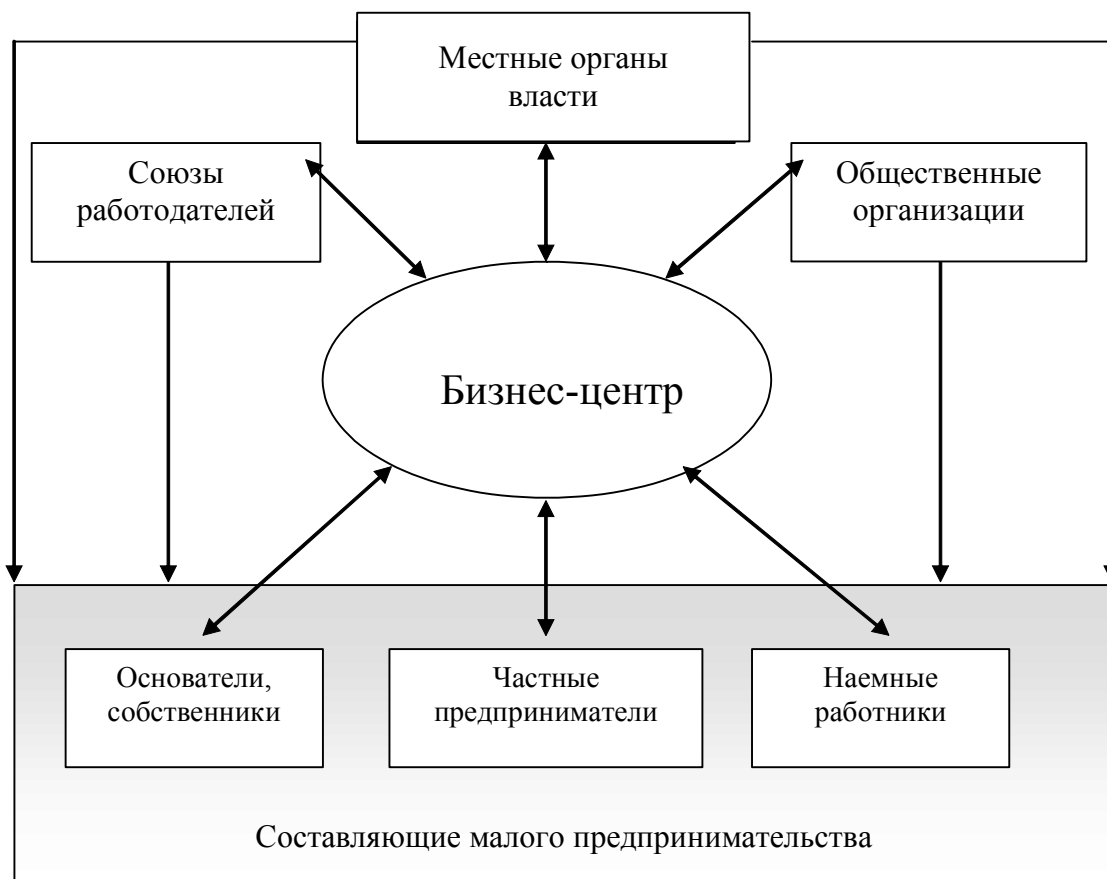 Местные органы
власти
Союзы
работодателей
Общественные
организации
Бизнес-центр
Основатели,
собственники
Частные
предприниматели
Наемные
работники
Составляющие малого предпринимательства